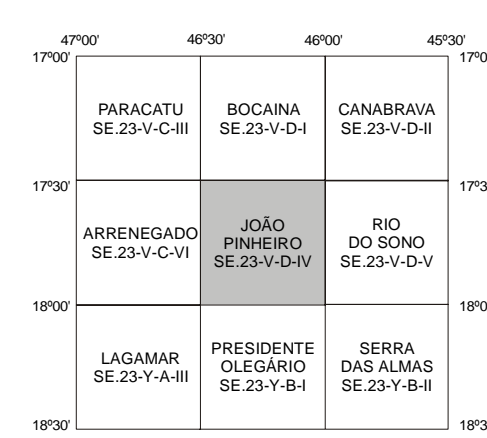 47º00' 46º30' 46º00' 45º30'
17º00' 17º0
PARACATU
SE.23-V-C-III
BOCAINA
SE.23-V-D-I
CANABRAVA
SE.23-V-D-II
17º30' 17º3
ARRENEGADO
SE.23-V-C-VI
JOÃO
PINHEIRO
SE.23-V-D-IV
RIO
DO SONO
SE.23-V-D-V
18º00' 18º0
LAGAMAR
SE.23-Y-A-III
PRESIDENTE
OLEGÁRIO
SE.23-Y-B-I
SERRA
DAS ALMAS
SE.23-Y-B-II
18º30' 18º3